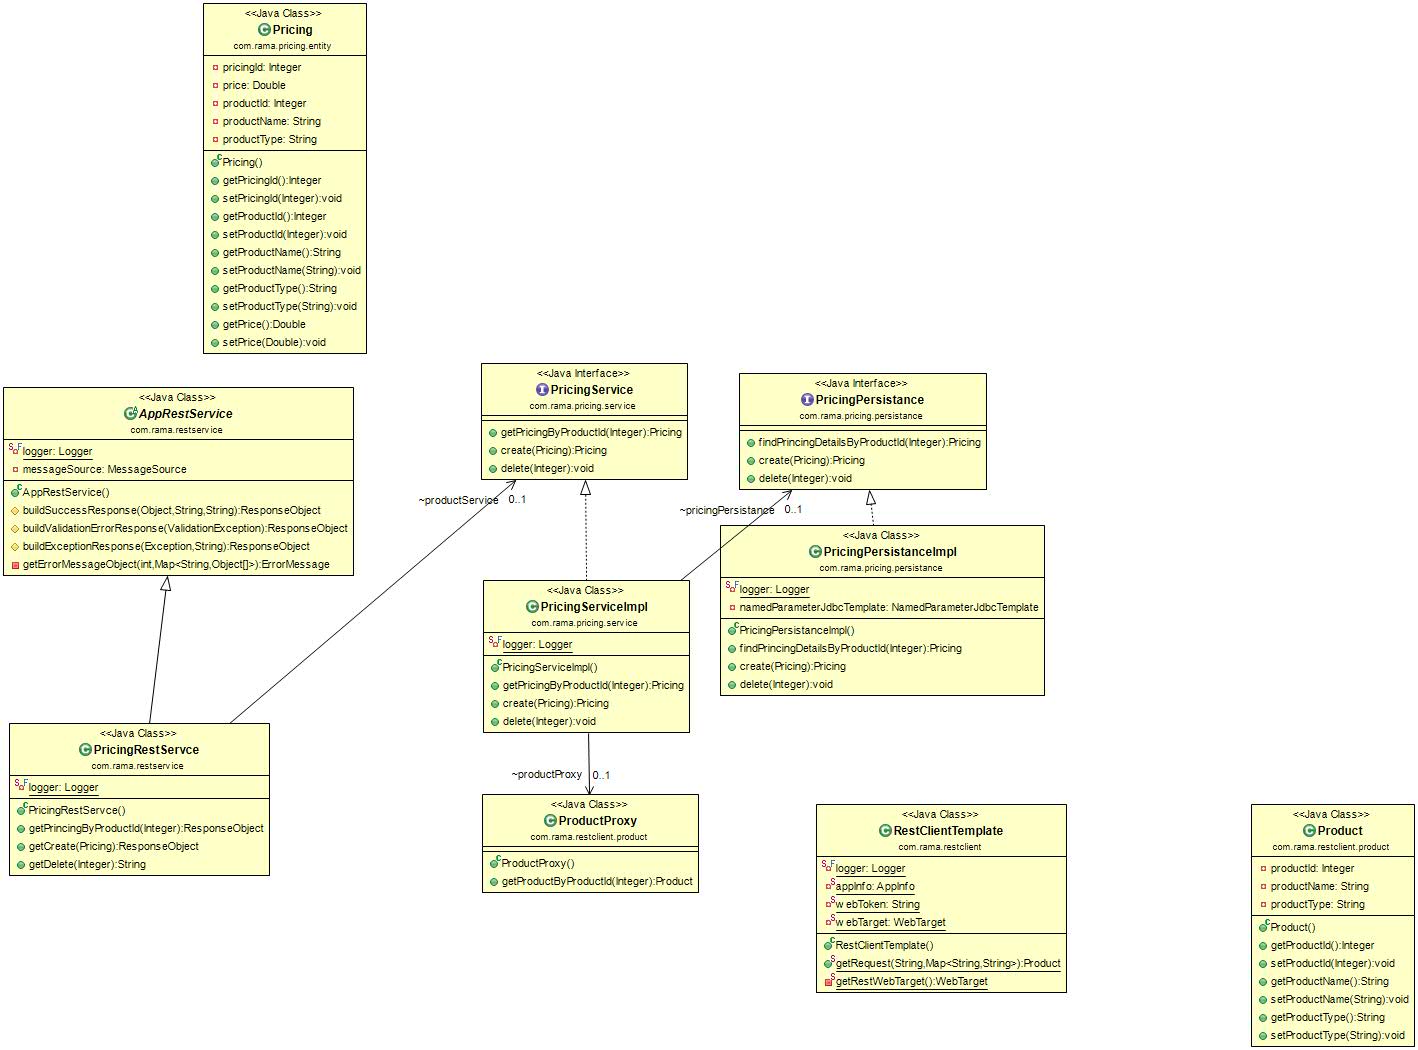 <<Java Class>>
Pricing
com.rama.pricing.entity
pricingId: Integer
price: Double
productId: Integer
productName: String
productType: String
Pricing()
getPricingId():Integer
setPricingId(Integer):void
getProductId():Integer
setProductId(Integer):void
getProductName():String
setProductName(String):void
getProductType():String
setProductType(String):void
getPrice():Double
setPrice(Double):void
<<Java Class>>
AppRestService
com.rama.restservice
logger: Logger
messageSource: MessageSource
AppRestService()
buildSuccessResponse(Object,String,String):ResponseObject
buildValidationErrorResponse(ValidationException):ResponseObject
buildExceptionResponse(Exception,String):ResponseObject
getErrorMessageObject(int,Map<String,Object[]>):ErrorMessage
<<Java Interface>>
PricingService
com.rama.pricing.service
getPricingByProductId(Integer):Pricing
create(Pricing):Pricing
delete(Integer):void
<<Java Interface>>
PricingPersistance
com.rama.pricing.persistance
findPrincingDetailsByProductId(Integer):Pricing
create(Pricing):Pricing
delete(Integer):void
~productService 0..1
~pricingPersistance 0..1
<<Java Class>>
PricingPersistanceImpl
com.rama.pricing.persistance
logger: Logger
namedParameterJdbcTemplate: NamedParameterJdbcTemplate
PricingPersistanceImpl()
findPrincingDetailsByProductId(Integer):Pricing
create(Pricing):Pricing
delete(Integer):void
<<Java Class>>
PricingServiceImpl
com.rama.pricing.service
logger: Logger
PricingServiceImpl()
getPricingByProductId(Integer):Pricing
create(Pricing):Pricing
delete(Integer):void
<<Java Class>>
PricingRestServce
com.rama.restservice
logger: Logger
PricingRestServce()
getPrincingByProductId(Integer):ResponseObject
getCreate(Pricing):ResponseObject
getDelete(Integer):String
~productProxy 0..1
<<Java Class>>
ProductProxy
com.rama.restclient.product
ProductProxy()
getProductByProductId(Integer):Product
<<Java Class>>
RestClientTemplate
com.rama.restclient
logger: Logger
appInfo: AppInfo
webToken: String
webTarget: WebTarget
RestClientTemplate()
getRequest(String,Map<String,String>):Product
getRestWebTarget():WebTarget
<<Java Class>>
Product
com.rama.restclient.product
productId: Integer
productName: String
productType: String
Product()
getProductId():Integer
setProductId(Integer):void
getProductName():String
setProductName(String):void
getProductType():String
setProductType(String):void